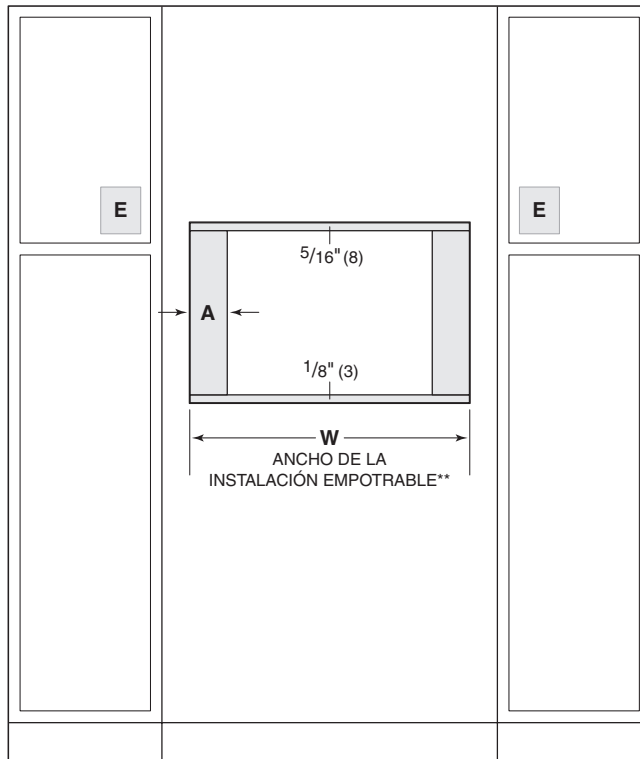 E
E
5/16" (8)
A
1/8" (3)
W
ANCHO DE LA
INSTALACIÓN EMPOTRABLE**